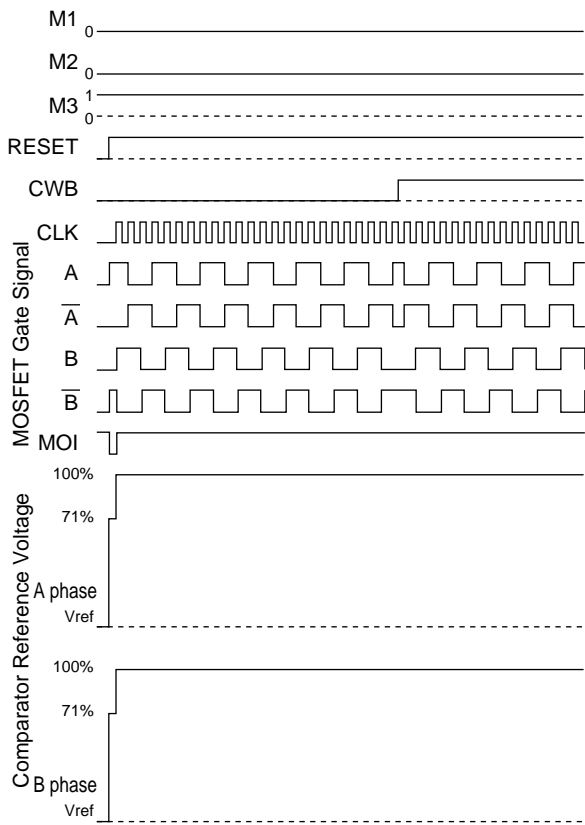 M1 0
M2 0
M3 1
0
RESET
CWB
CLK
MOSFET Gate Signal
A
A̅
B
B̅
MOI
Comparator Reference Voltage
100%
71%
A phase
Vref
100%
71%
B phase
Vref